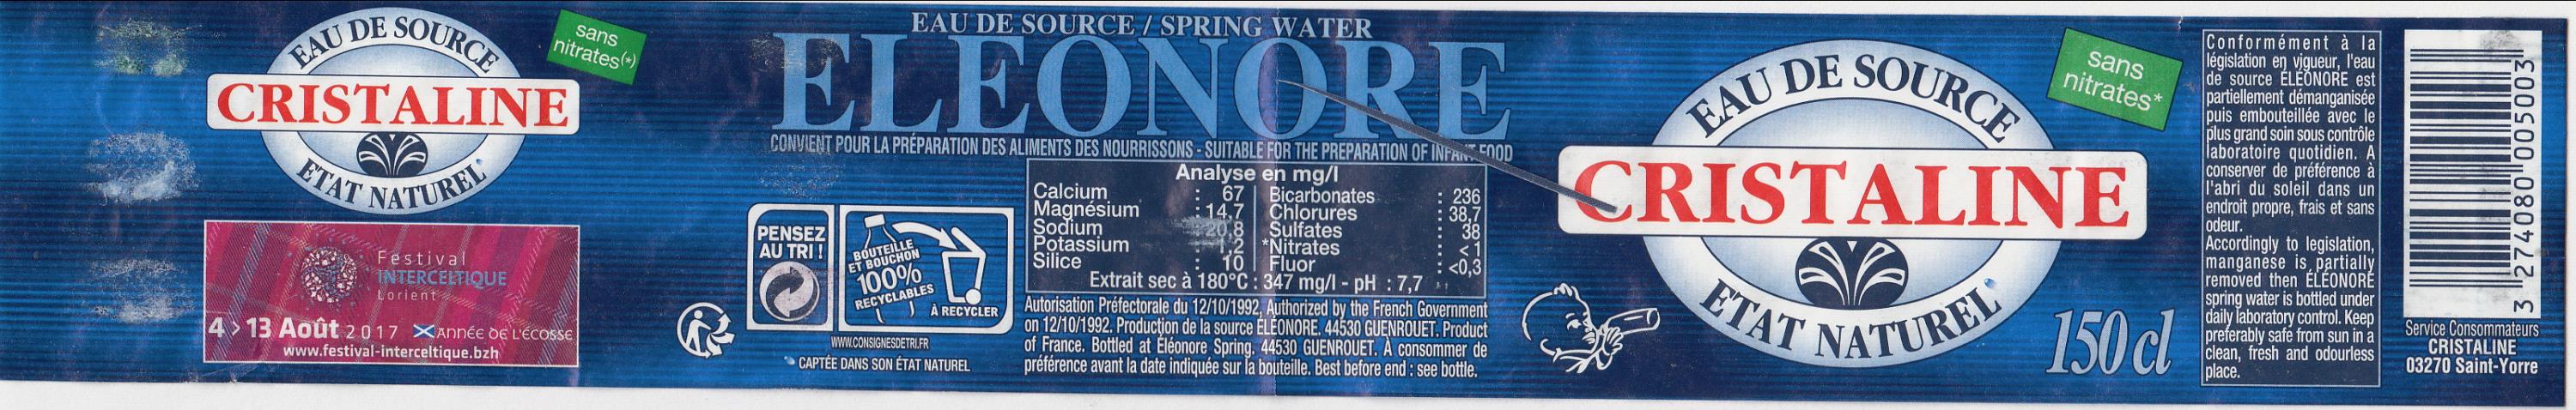 EAU DE SOURCE
CRISTALINE
ETAT NATUREL
sans
nitrates(*)
Festival
INTERCELTIQUE
Lorient
4 > 13 Août 2017 ANNÉE DE L'ÉCOSSE
www.festival-interceltique.bzh
EAU DE SOURCE / SPRING WATER
ELEONORE
CONVIENT POUR LA PRÉPARATION DES ALIMENTS DES NOURRISSONS - SUITABLE FOR THE PREPARATION OF INFANT FOOD
PENSEZ
AU TRI !
BOUTEILLE
ET BOUCHON
100%
RECYCLABLES
À RECYCLER
WWW.CONSIGNESDETRI.FR
CAPTÉE DANS SON ÉTAT NATUREL
Analyse en mg/l
Calcium : 67 Bicarbonates : 236
Magnésium : 14,7 Chlorures : 38,7
Sodium : 20,8 Sulfates : 38
Potassium : 1,2 *Nitrates : <1
Silice : 10 Fluor : <0,3
Extrait sec à 180°C : 347 mg/l - pH : 7,7
Autorisation Préfectorale du 12/10/1992, Authorized by the French Government
on 12/10/1992. Production de la source ÉLÉONORE. 44530 GUENROUET. Product
of France. Bottled at Éléonore Spring. 44530 GUENROUET. À consommer de
préférence avant la date indiquée sur la bouteille. Best before end : see bottle.
EAU DE SOURCE
CRISTALINE
ETAT NATUREL
sans
nitrates*
150 cl
Conformément à la
législation en vigueur, l'eau
de source ÉLÉONORE est
partiellement démanganisée
puis embouteillée avec le
plus grand soin sous contrôle
laboratoire quotidien. A
conserver de préférence à
l'abri du soleil dans un
endroit propre, frais et sans
odeur.
Accordingly to legislation,
manganese is partially
removed then ÉLÉONORE
spring water is bottled under
daily laboratory control. Keep
preferably safe from sun in a
clean, fresh and odourless
place.
3 274080 005003
Service Consommateurs
CRISTALINE
03270 Saint-Yorre